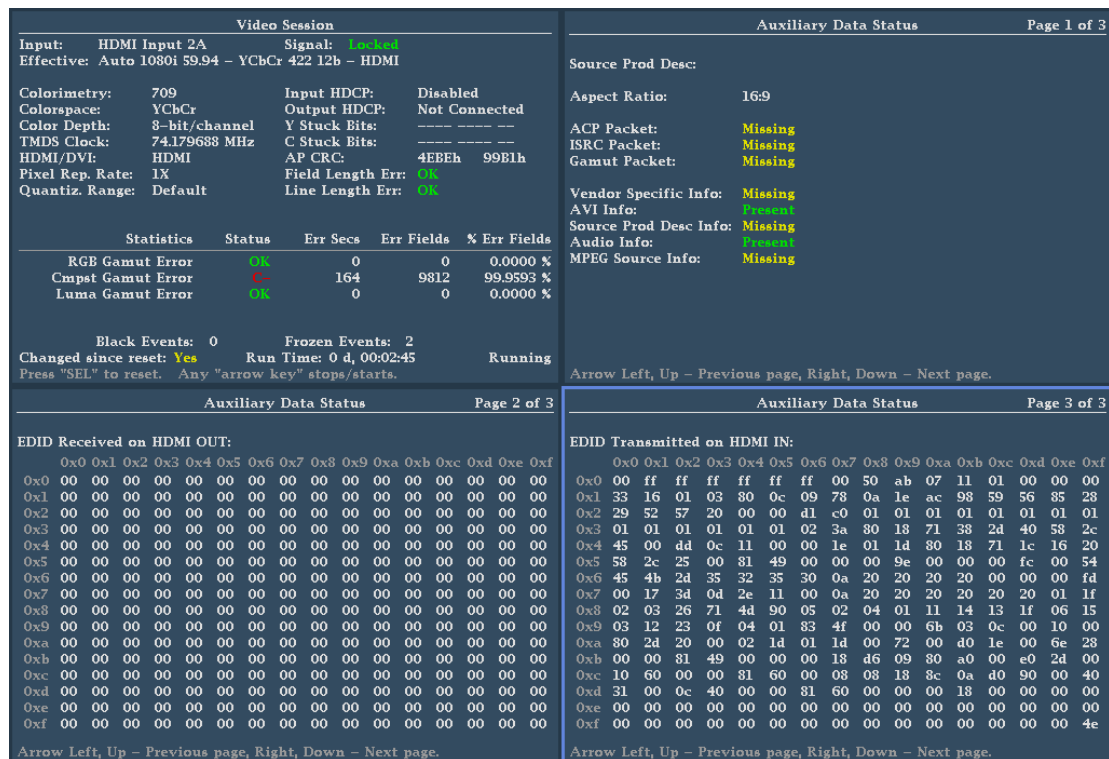 Video Session
Input: HDMI Input 2A Signal: Locked
Effective: Auto 1080i 59.94 – YCbCr 422 12b – HDMI
Colorimetry: 709 Input HDCP: Disabled
Colorspace: YCbCr Output HDCP: Not Connected
Color Depth: 8–bit/channel Y Stuck Bits: –––– –––– ––
TMDS Clock: 74.179688 MHz C Stuck Bits: –––– –––– ––
HDMI/DVI: HDMI AP CRC: 4EBEh 99B1h
Pixel Rep. Rate: 1X Field Length Err: OK
Quantiz. Range: Default Line Length Err: OK
Statistics Status Err Secs Err Fields % Err Fields
RGB Gamut Error OK 0 0 0.0000 %
Cmpst Gamut Error C– 164 9812 99.9593 %
Luma Gamut Error OK 0 0 0.0000 %
Black Events: 0 Frozen Events: 2
Changed since reset: Yes Run Time: 0 d, 00:02:45 Running
Press "SEL" to reset. Any "arrow key" stops/starts.
Auxiliary Data Status Page 1 of 3
Source Prod Desc:
Aspect Ratio: 16:9
ACP Packet: Missing
ISRC Packet: Missing
Gamut Packet: Missing
Vendor Specific Info: Missing
AVI Info: Present
Source Prod Desc Info: Missing
Audio Info: Present
MPEG Source Info: Missing
Arrow Left, Up – Previous page, Right, Down – Next page.
Auxiliary Data Status Page 2 of 3
EDID Received on HDMI OUT:
0x0 0x1 0x2 0x3 0x4 0x5 0x6 0x7 0x8 0x9 0xa 0xb 0xc 0xd 0xe 0xf
0x0 00 00 00 00 00 00 00 00 00 00 00 00 00 00 00 00
0x1 00 00 00 00 00 00 00 00 00 00 00 00 00 00 00 00
0x2 00 00 00 00 00 00 00 00 00 00 00 00 00 00 00 00
0x3 00 00 00 00 00 00 00 00 00 00 00 00 00 00 00 00
0x4 00 00 00 00 00 00 00 00 00 00 00 00 00 00 00 00
0x5 00 00 00 00 00 00 00 00 00 00 00 00 00 00 00 00
0x6 00 00 00 00 00 00 00 00 00 00 00 00 00 00 00 00
0x7 00 00 00 00 00 00 00 00 00 00 00 00 00 00 00 00
0x8 00 00 00 00 00 00 00 00 00 00 00 00 00 00 00 00
0x9 00 00 00 00 00 00 00 00 00 00 00 00 00 00 00 00
0xa 00 00 00 00 00 00 00 00 00 00 00 00 00 00 00 00
0xb 00 00 00 00 00 00 00 00 00 00 00 00 00 00 00 00
0xc 00 00 00 00 00 00 00 00 00 00 00 00 00 00 00 00
0xd 00 00 00 00 00 00 00 00 00 00 00 00 00 00 00 00
0xe 00 00 00 00 00 00 00 00 00 00 00 00 00 00 00 00
0xf 00 00 00 00 00 00 00 00 00 00 00 00 00 00 00 00
Arrow Left, Up – Previous page, Right, Down – Next page.
Auxiliary Data Status Page 3 of 3
EDID Transmitted on HDMI IN:
0x0 0x1 0x2 0x3 0x4 0x5 0x6 0x7 0x8 0x9 0xa 0xb 0xc 0xd 0xe 0xf
0x0 00 ff ff ff ff ff ff 00 50 ab 07 11 01 00 00 00
0x1 33 16 01 03 80 0c 09 78 0a 1e ac 98 59 56 85 28
0x2 29 52 57 20 00 00 d1 c0 01 01 01 01 01 01 01 01
0x3 01 01 01 01 01 01 02 3a 80 18 71 38 2d 40 58 2c
0x4 45 00 dd 0c 11 00 00 1e 01 1d 80 18 71 1c 16 20
0x5 58 2c 25 00 81 49 00 00 00 9e 00 00 00 fc 00 54
0x6 45 4b 2d 35 32 35 30 0a 20 20 20 20 00 00 00 fd
0x7 00 17 3d 0d 2e 11 00 0a 20 20 20 20 20 20 01 1f
0x8 02 03 26 71 4d 90 05 02 04 01 11 14 13 1f 06 15
0x9 03 12 23 0f 04 01 83 4f 00 00 6b 03 0c 00 10 00
0xa 80 2d 20 00 02 1d 01 1d 00 72 00 d0 1e 00 6e 28
0xb 00 00 81 49 00 00 00 18 d6 09 80 a0 00 e0 2d 00
0xc 10 60 00 00 81 60 00 08 08 18 8c 0a d0 90 00 40
0xd 31 00 0c 40 00 00 81 60 00 00 00 18 00 00 00 00
0xe 00 00 00 00 00 00 00 00 00 00 00 00 00 00 00 00
0xf 00 00 00 00 00 00 00 00 00 00 00 00 00 00 00 4e
Arrow Left, Up – Previous page, Right, Down – Next page.